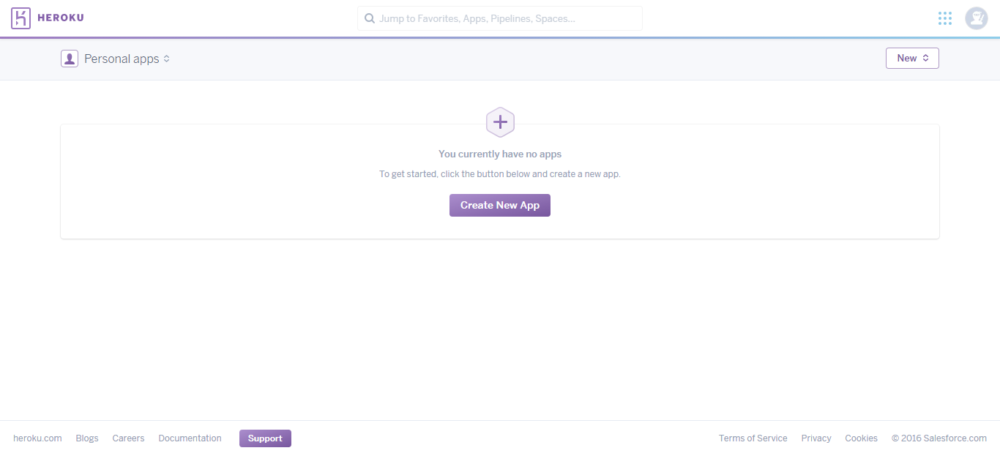 HEROKU
Jump to Favorites, Apps, Pipelines, Spaces...
Personal apps
New
You currently have no apps
To get started, click the button below and create a new app.
Create New App
heroku.com Blogs Careers Documentation Support Terms of Service Privacy Cookies © 2016 Salesforce.com